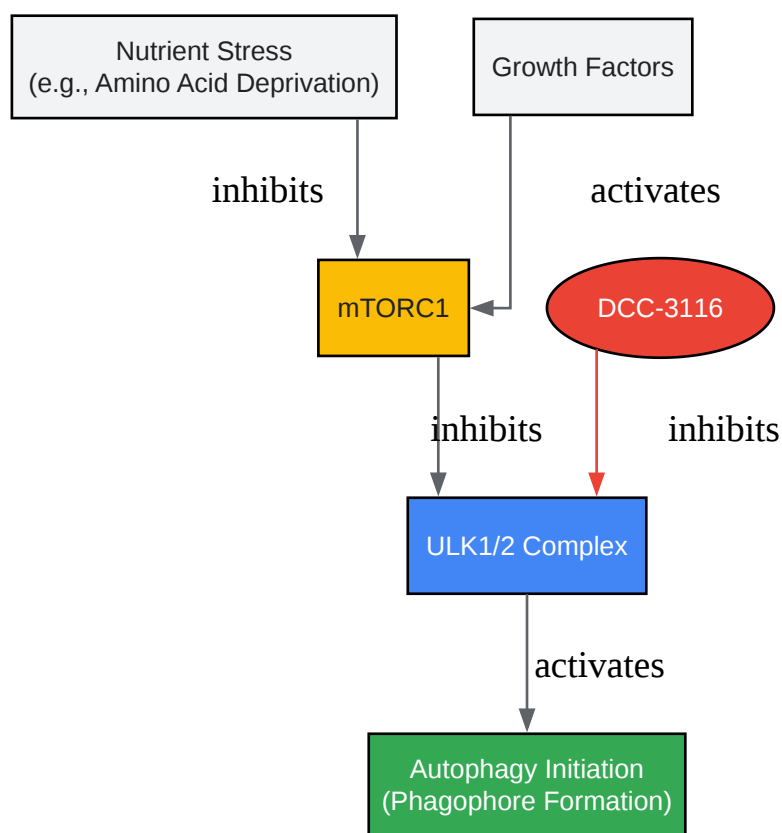 Nutrient Stress
(e.g., Amino Acid Deprivation)
Growth Factors
inhibits
activates
mTORC1
DCC-3116
inhibits
inhibits
ULK1/2 Complex
activates
Autophagy Initiation
(Phagophore Formation)